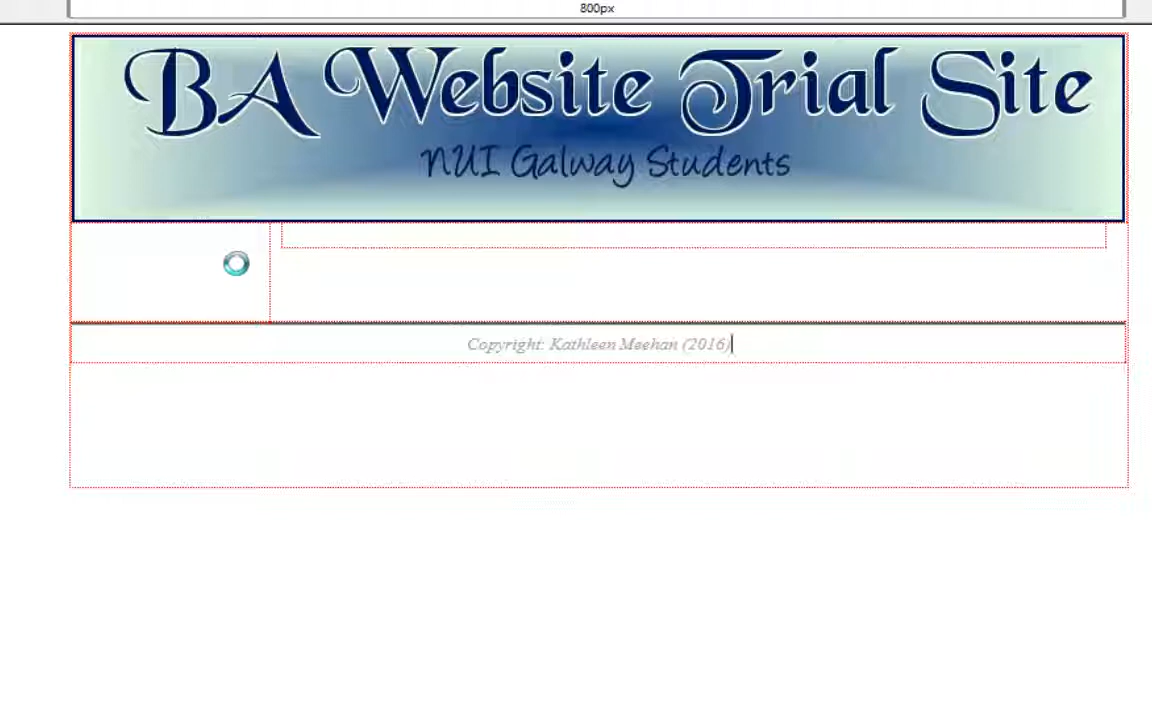 800px
BA Website Trial Site
NUI Galway Students
Copyright: Kathleen Meehan (2016)